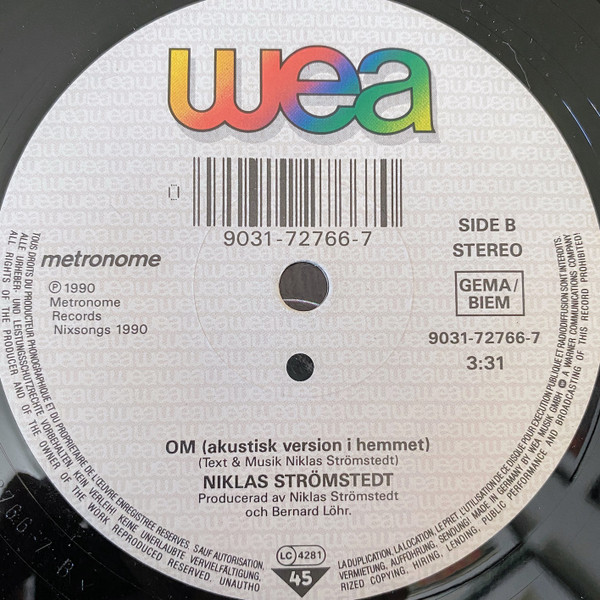 wea
9031-72766-7
SIDE B
STEREO
metronome
GEMA/
BIEM
℗ 1990
Metronome
Records
Nixsongs 1990
9031-72766-7
3:31
OM (akustisk version i hemmet)
(Text & Musik Niklas Strömstedt)
NIKLAS STRÖMSTEDT
Producerad av Niklas Strömstedt
och Bernard Löhr.
LC 4281
45
TOUS DROITS DU PRODUCTEUR PHONOGRAPHIQUE ET DU PROPRIETAIRE DE L'ŒUVRE ENREGISTREE RESERVES. SAUF AUTORISATION,
LA DUPLICATION, LA LOCATION, LE PRET, L'UTILISATION DE CE DISQUE POUR EXECUTION PUBLIQUE ET RADIODIFFUSION SONT INTERDITS.
ALLE URHEBER- UND LEISTUNGSSCHUTZRECHTE VORBEHALTEN. KEIN VERLEIH! KEINE UNERLAUBTE VERVIELFÄLTIGUNG,
VERMIETUNG, AUFFÜHRUNG, SENDUNG! MADE IN GERMANY BY WEA MUSIK GMBH A WARNER COMMUNICATIONS COMPANY
ALL RIGHTS OF THE PRODUCER AND OF THE OWNER OF THE WORK REPRODUCED RESERVED. UNAUTHO
RIZED COPYING, HIRING, LENDING, PUBLIC PERFORMANCE AND BROADCASTING OF THIS RECORD PROHIBITED!